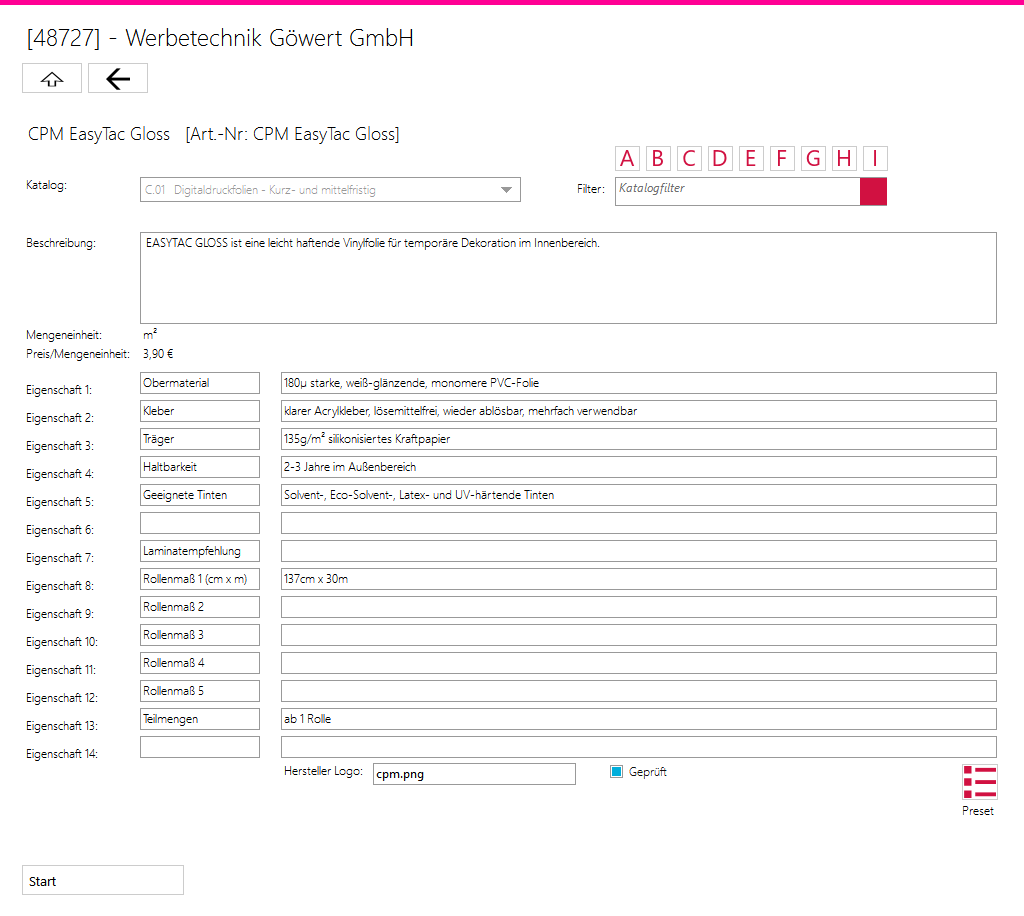 [48727] - Werbetechnik Göwert GmbH
CPM EasyTac Gloss [Art.-Nr: CPM EasyTac Gloss]
A B C D E F G H I
Katalog: C.01 Digitaldruckfolien - Kurz- und mittelfristig Filter: Katalogfilter
Beschreibung: EASYTAC GLOSS ist eine leicht haftende Vinylfolie für temporäre Dekoration im Innenbereich.
Mengeneinheit: m²
Preis/Mengeneinheit: 3,90 €
Eigenschaft 1: Obermaterial 180µ starke, weiß-glänzende, monomere PVC-Folie
Eigenschaft 2: Kleber klarer Acrylkleber, lösemittelfrei, wieder ablösbar, mehrfach verwendbar
Eigenschaft 3: Träger 135g/m² silikonisiertes Kraftpapier
Eigenschaft 4: Haltbarkeit 2-3 Jahre im Außenbereich
Eigenschaft 5: Geeignete Tinten Solvent-, Eco-Solvent-, Latex- und UV-härtende Tinten
Eigenschaft 6:
Eigenschaft 7: Laminatempfehlung
Eigenschaft 8: Rollenmaß 1 (cm x m) 137cm x 30m
Eigenschaft 9: Rollenmaß 2
Eigenschaft 10: Rollenmaß 3
Eigenschaft 11: Rollenmaß 4
Eigenschaft 12: Rollenmaß 5
Eigenschaft 13: Teilmengen ab 1 Rolle
Eigenschaft 14:
Hersteller Logo: cpm.png Geprüft
Preset
Start